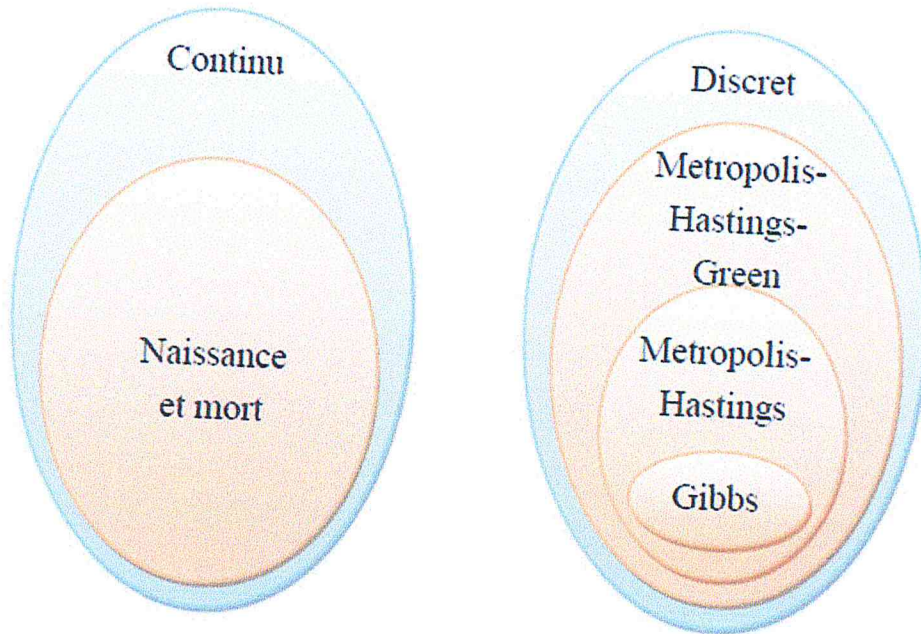 Continu
Naissance
et mort
Discret
Metropolis-
Hastings-
Green
Metropolis-
Hastings
Gibbs